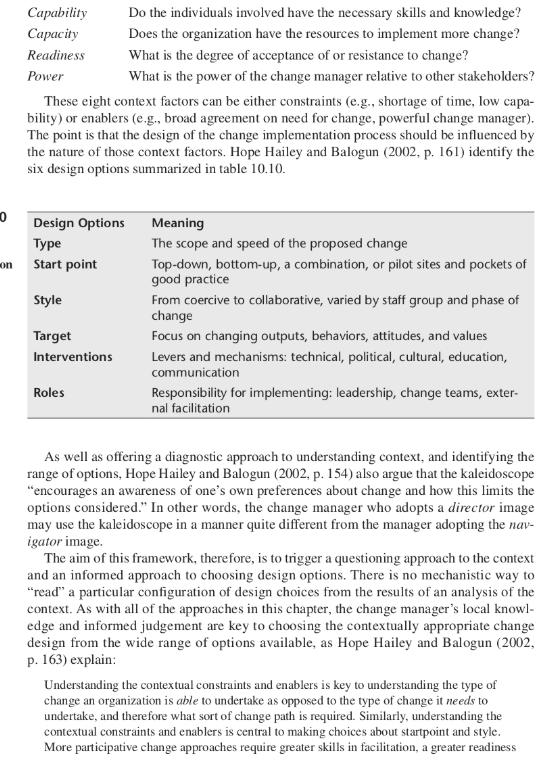 Capability Do the individuals involved have the necessary skills and knowledge?
Capacity Does the organization have the resources to implement more change?
Readiness What is the degree of acceptance of or resistance to change?
Power What is the power of the change manager relative to other stakeholders?
These eight context factors can be either constraints (e.g., shortage of time, low capa-
bility) or enablers (e.g., broad agreement on need for change, powerful change manager).
The point is that the design of the change implementation process should be influenced by
the nature of those context factors. Hope Hailey and Balogun (2002, p. 161) identify the
six design options summarized in table 10.10.
0
on
Design Options Meaning
Type The scope and speed of the proposed change
Start point Top-down, bottom-up, a combination, or pilot sites and pockets of
good practice
Style From coercive to collaborative, varied by staff group and phase of
change
Target Focus on changing outputs, behaviors, attitudes, and values
Interventions Levers and mechanisms: technical, political, cultural, education,
communication
Roles Responsibility for implementing: leadership, change teams, exter-
nal facilitation
As well as offering a diagnostic approach to understanding context, and identifying the
range of options, Hope Hailey and Balogun (2002, p. 154) also argue that the kaleidoscope
“encourages an awareness of one’s own preferences about change and how this limits the
options considered.” In other words, the change manager who adopts a director image
may use the kaleidoscope in a manner quite different from the manager adopting the nav-
igator image.
The aim of this framework, therefore, is to trigger a questioning approach to the context
and an informed approach to choosing design options. There is no mechanistic way to
“read” a particular configuration of design choices from the results of an analysis of the
context. As with all of the approaches in this chapter, the change manager’s local knowl-
edge and informed judgement are key to choosing the contextually appropriate change
design from the wide range of options available, as Hope Hailey and Balogun (2002,
p. 163) explain:
Understanding the contextual constraints and enablers is key to understanding the type of
change an organization is able to undertake as opposed to the type of change it needs to
undertake, and therefore what sort of change path is required. Similarly, understanding the
contextual constraints and enablers is central to making choices about startpoint and style.
More participative change approaches require greater skills in facilitation, a greater readiness